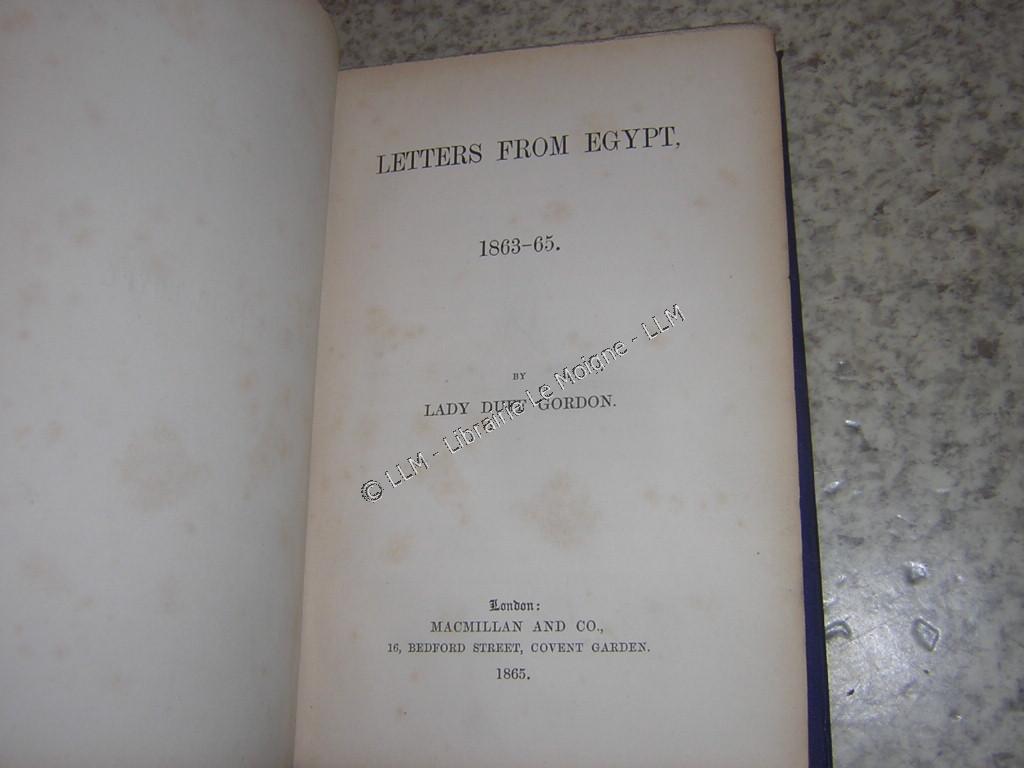 LETTERS FROM EGYPT,
1863-65.
BY
LADY DUFF GORDON.
© LLM - Librairie Le Moigne - LLM
London:
MACMILLAN AND CO.,
16, BEDFORD STREET, COVENT GARDEN.
1865.